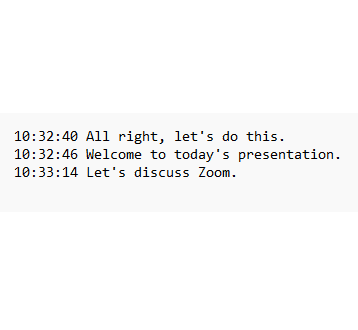 10:32:40 All right, let's do this.
10:32:46 Welcome to today's presentation.
10:33:14 Let's discuss Zoom.